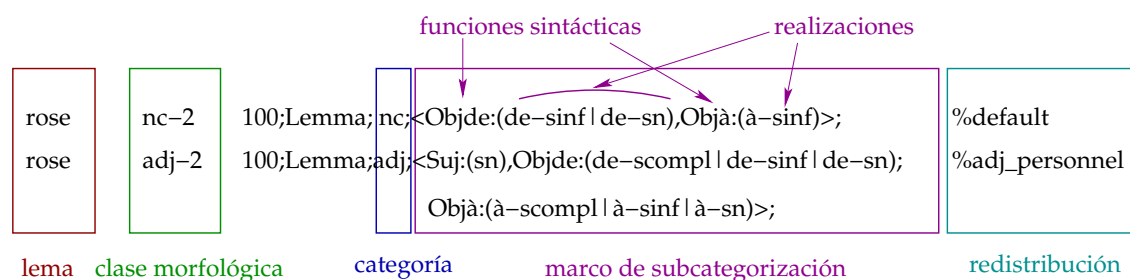 funciones sintácticas realizaciones
rose nc−2 100;Lemma; nc;<Objde:(de−sinf|de−sn),Objà:(à−sinf)>; %default
rose adj−2 100;Lemma;adj;<Suj:(sn),Objde:(de−scompl|de−sinf|de−sn); %adj_personnel
Objà:(à−scompl|à−sinf|à−sn)>;
lema clase morfológica categoría marco de subcategorización redistribución